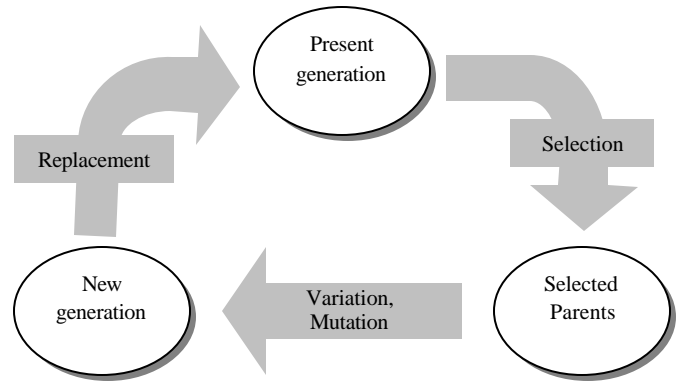 Present
generation
Selection
Replacement
Selected
Parents
Variation,
Mutation
New
generation